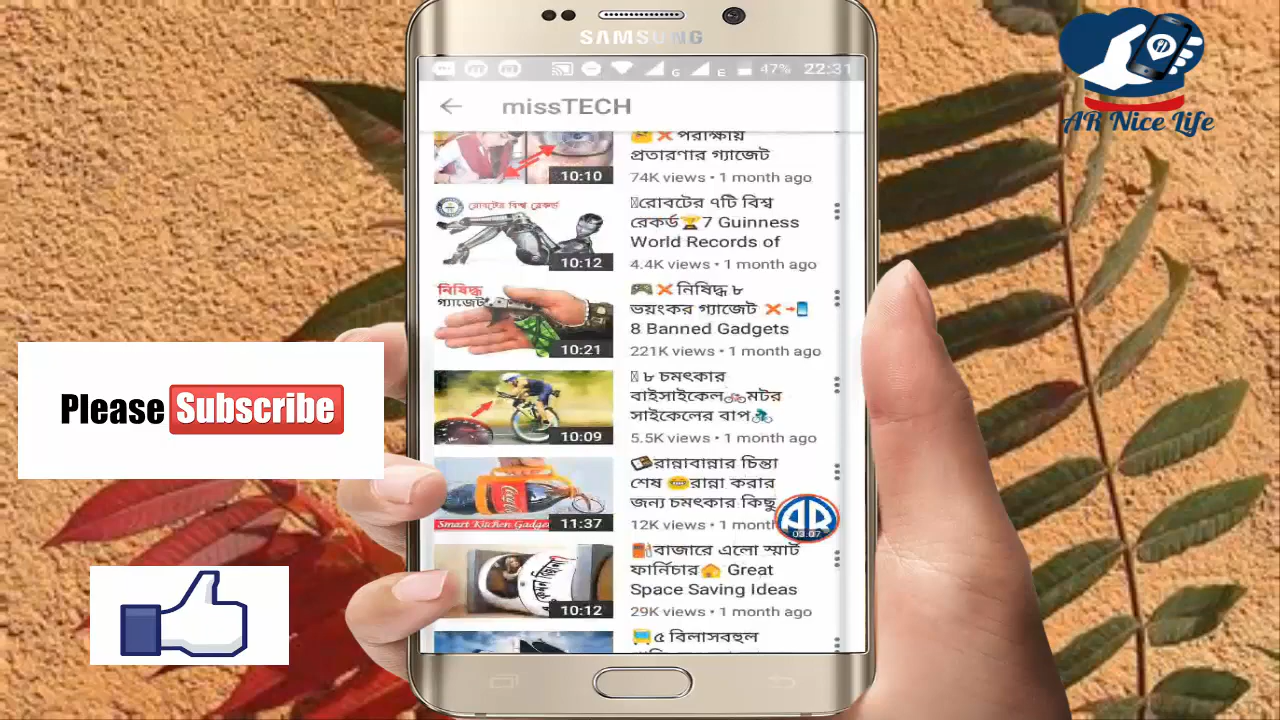 SAMSUNG
G
E
47%
22:31
missTECH
AR Nice Life
পরীক্ষায়
প্রতারণার গ্যাজেট
10:10
74K views • 1 month ago
রোবটের বিশ্ব রেকর্ড
রোবটের ৭টি বিশ্ব
রেকর্ড🏆7 Guinness
World Records of
10:12
4.4K views • 1 month ago
নিষিদ্ধ
গ্যাজেট
🎮❌নিষিদ্ধ ৮
ভয়ংকর গ্যাজেট ❌📲
8 Banned Gadgets
10:21
221K views • 1 month ago
৮ চমৎকার
বাইসাইকেল🚲মটর
সাইকেলের বাপ🚴
10:09
5.5K views • 1 month ago
Please Subscribe
রান্নাবান্নার চিন্তা
শেষ 😁রান্না করার
জন্য চমৎকার কিছু
Smart Kitchen Gadge
11:37
12K views • 1 month
AR
03:07
⛽বাজারে এলো স্মার্ট
ফার্নিচার🏠 Great
Space Saving Ideas
10:12
29K views • 1 month ago
🚍৫ বিলাসবহুল